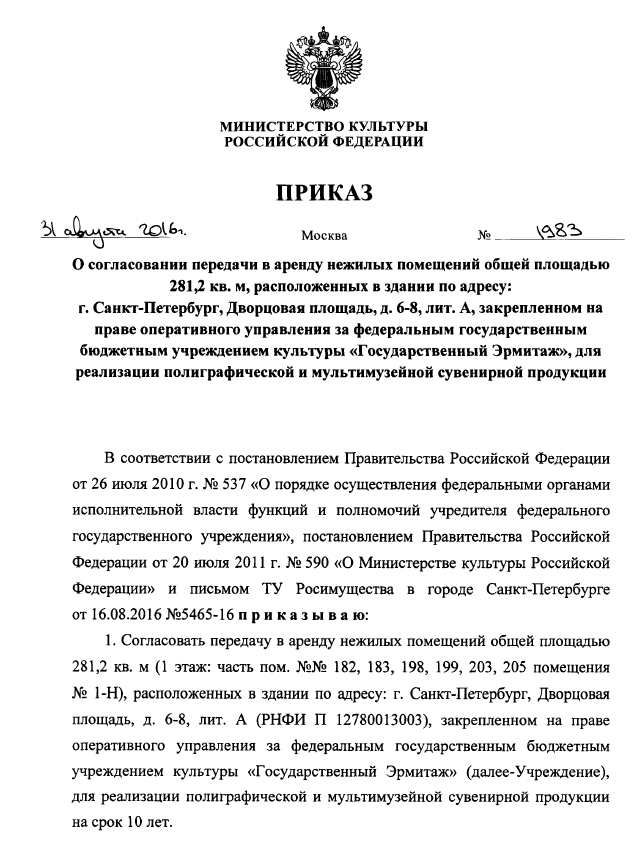 МИНИСТЕРСТВО КУЛЬТУРЫ
РОССИЙСКОЙ ФЕДЕРАЦИИ
ПРИКАЗ
31 августа 2016г.
Москва
№ 1983
О согласовании передачи в аренду нежилых помещений общей площадью
281,2 кв. м, расположенных в здании по адресу:
г. Санкт-Петербург, Дворцовая площадь, д. 6-8, лит. А, закрепленном на
праве оперативного управления за федеральным государственным
бюджетным учреждением культуры «Государственный Эрмитаж», для
реализации полиграфической и мультимузейной сувенирной продукции
В соответствии с постановлением Правительства Российской Федерации
от 26 июля 2010 г. № 537 «О порядке осуществления федеральными органами
исполнительной власти функций и полномочий учредителя федерального
государственного учреждения», постановлением Правительства Российской
Федерации от 20 июля 2011 г. № 590 «О Министерстве культуры Российской
Федерации» и письмом ТУ Росимущества в городе Санкт-Петербурге
от 16.08.2016 №5465-16 п р и к а з ы в а ю:
1. Согласовать передачу в аренду нежилых помещений общей площадью
281,2 кв. м (1 этаж: часть пом. №№ 182, 183, 198, 199, 203, 205 помещения
№ 1-Н), расположенных в здании по адресу: г. Санкт-Петербург, Дворцовая
площадь, д. 6-8, лит. А (РНФИ П 12780013003), закрепленном на праве
оперативного управления за федеральным государственным бюджетным
учреждением культуры «Государственный Эрмитаж» (далее-Учреждение),
для реализации полиграфической и мультимузейной сувенирной продукции
на срок 10 лет.